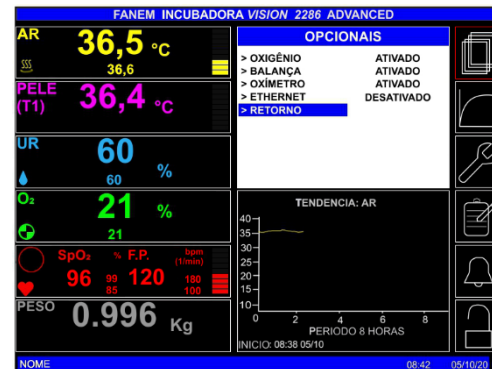 FANEM INCUBADORA VISION 2286 ADVANCED
AR
36,5 °C
36,6
PELE
(T1)
36,4 °C
UR
60 %
60
O₂
21 %
21
SpO₂ % F.P. bpm
(1/min)
96 99 120 180
85 100
PESO
0.996 Kg
OPCIONAIS
> OXIGÊNIO ATIVADO
> BALANÇA ATIVADO
> OXÍMETRO ATIVADO
> ETHERNET DESATIVADO
> RETORNO
TENDENCIA: AR
40
35
30
25
20
15
10
0 2 4 6 8
PERIODO 8 HORAS
INICIO: 08:38 05/10
NOME 08:42 05/10/20